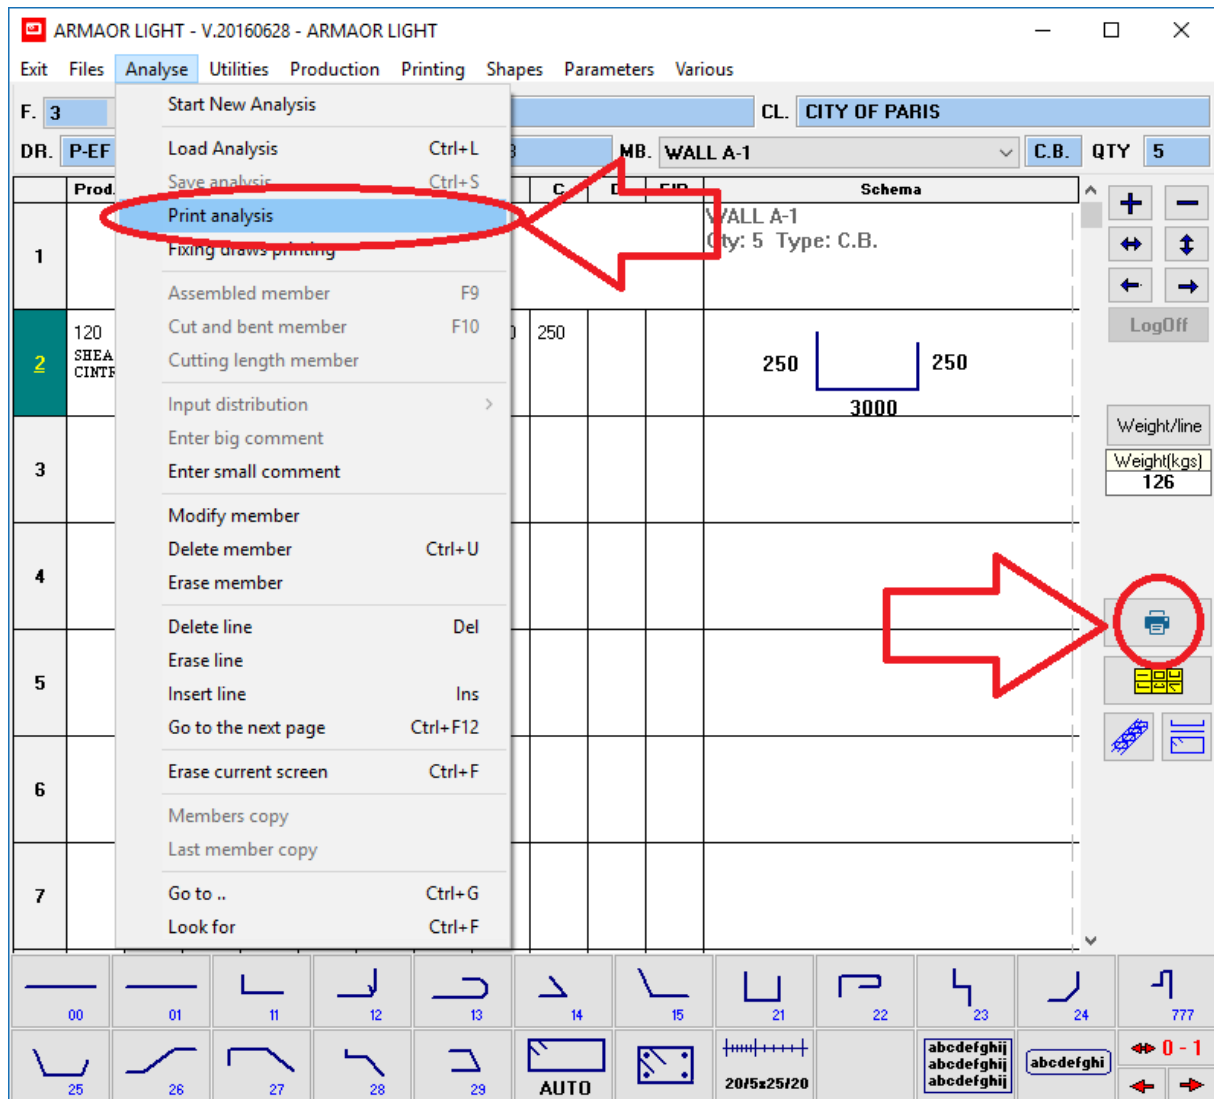 ARMAOR LIGHT - V.20160628 - ARMAOR LIGHT
Exit Files Analyse Utilities Production Printing Shapes Parameters Various
F. 3 CL. CITY OF PARIS
DR. P-EF MB. WALL A-1 C.B. QTY 5
Prod. C Schema
Start New Analysis
Load Analysis Ctrl+L
Save analysis Ctrl+S
Print analysis
Fixing draws printing
Assembled member F9
Cut and bent member F10
Cutting length member
Input distribution
Enter big comment
Enter small comment
Modify member
Delete member Ctrl+U
Erase member
Delete line Del
Erase line
Insert line Ins
Go to the next page Ctrl+F12
Erase current screen Ctrl+F
Members copy
Last member copy
Go to .. Ctrl+G
Look for Ctrl+F
1
WALL A-1
Qty: 5 Type: C.B.
2
120
SHEA
CINTR
250
250 250
3000
3
4
5
6
7
LogOff
Weight/line
Weight(kgs)
126
00 01 11 12 13 14 15 21 22 23 24 777
25 26 27 28 29 AUTO 20/5x25/20
abcdefghij
abcdefghij
abcdefghij
abcdefghi
0 - 1